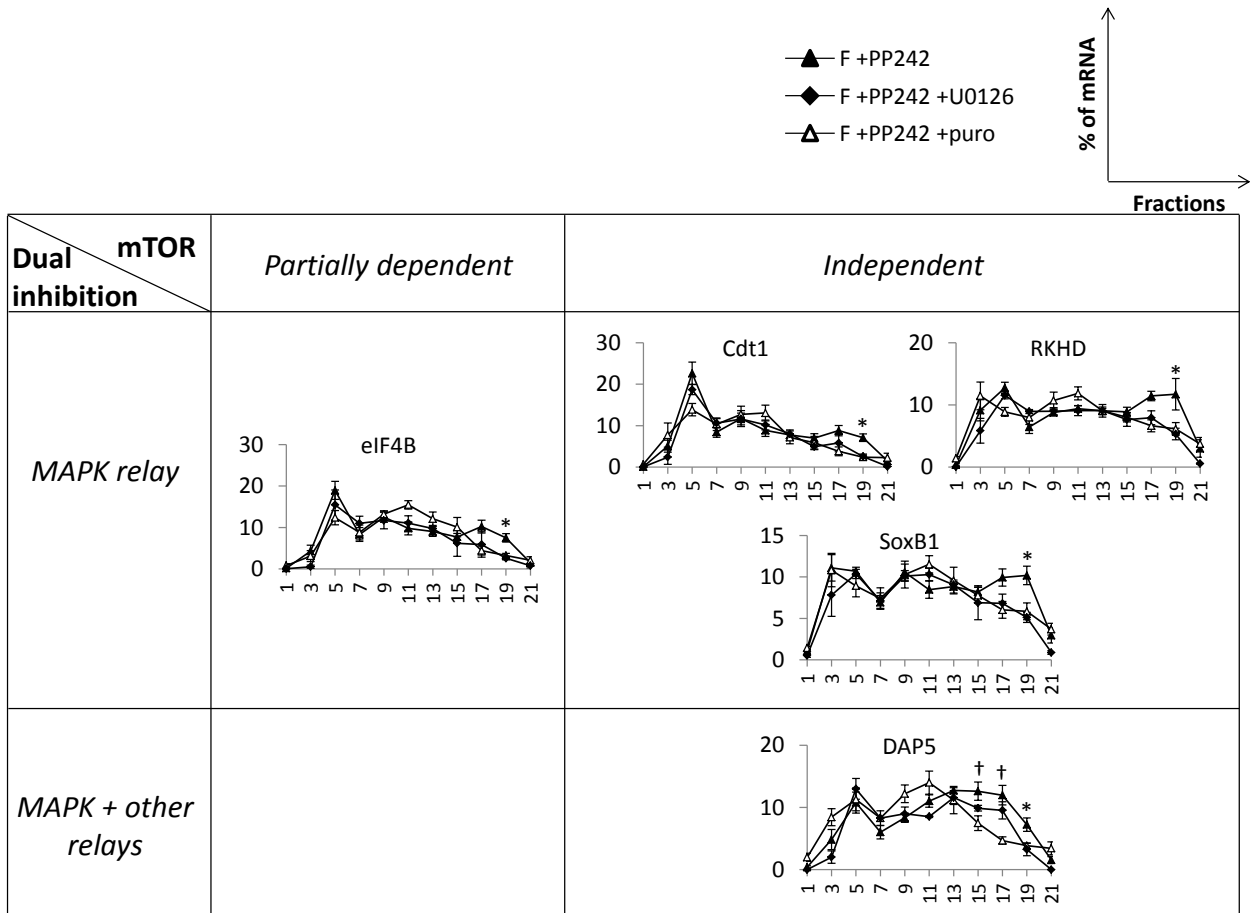 F +PP242
F +PP242 +U0126
F +PP242 +puro
% of mRNA
Fractions
mTOR
Dual
inhibition
Partially dependent
Independent
MAPK relay
eIF4B
30
20
10
0
*
1 3 5 7 9 11 13 15 17 19 21
Cdt1
30
20
10
0
*
1 3 5 7 9 11 13 15 17 19 21
RKHD
20
10
0
*
1 3 5 7 9 11 13 15 17 19 21
SoxB1
15
10
5
0
*
1 3 5 7 9 11 13 15 17 19 21
MAPK + other
relays
DAP5
20
10
0
† † *
1 3 5 7 9 11 13 15 17 19 21